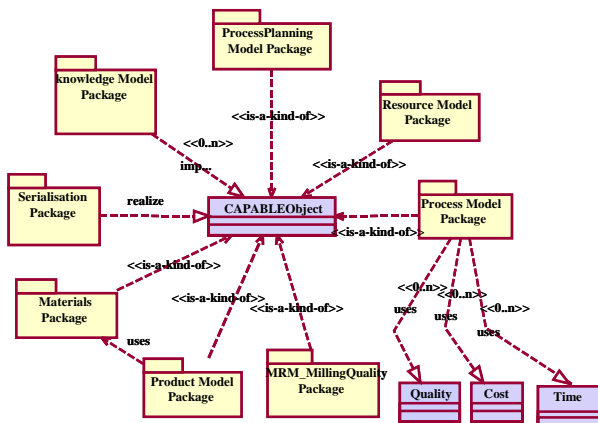 ProcessPlanning
Model Package
knowledge Model
Package
<<is-a-kind-of>>
Resource Model
Package
<<0..n>>
imp...
<<is-a-kind-of>>
Serialisation
Package
realize
CAPABLEObject
Process Model
Package
<<is-a-kind-of>>
<<is-a-kind-of>>
<<is-a-kind-of>>
<<is-a-kind-of>>
Materials
Package
uses
Product Model
Package
MRM_MillingQuality
Package
<<0..n>>
<<0..n>>
<<0..n>>
uses
uses
uses
Quality
Cost
Time